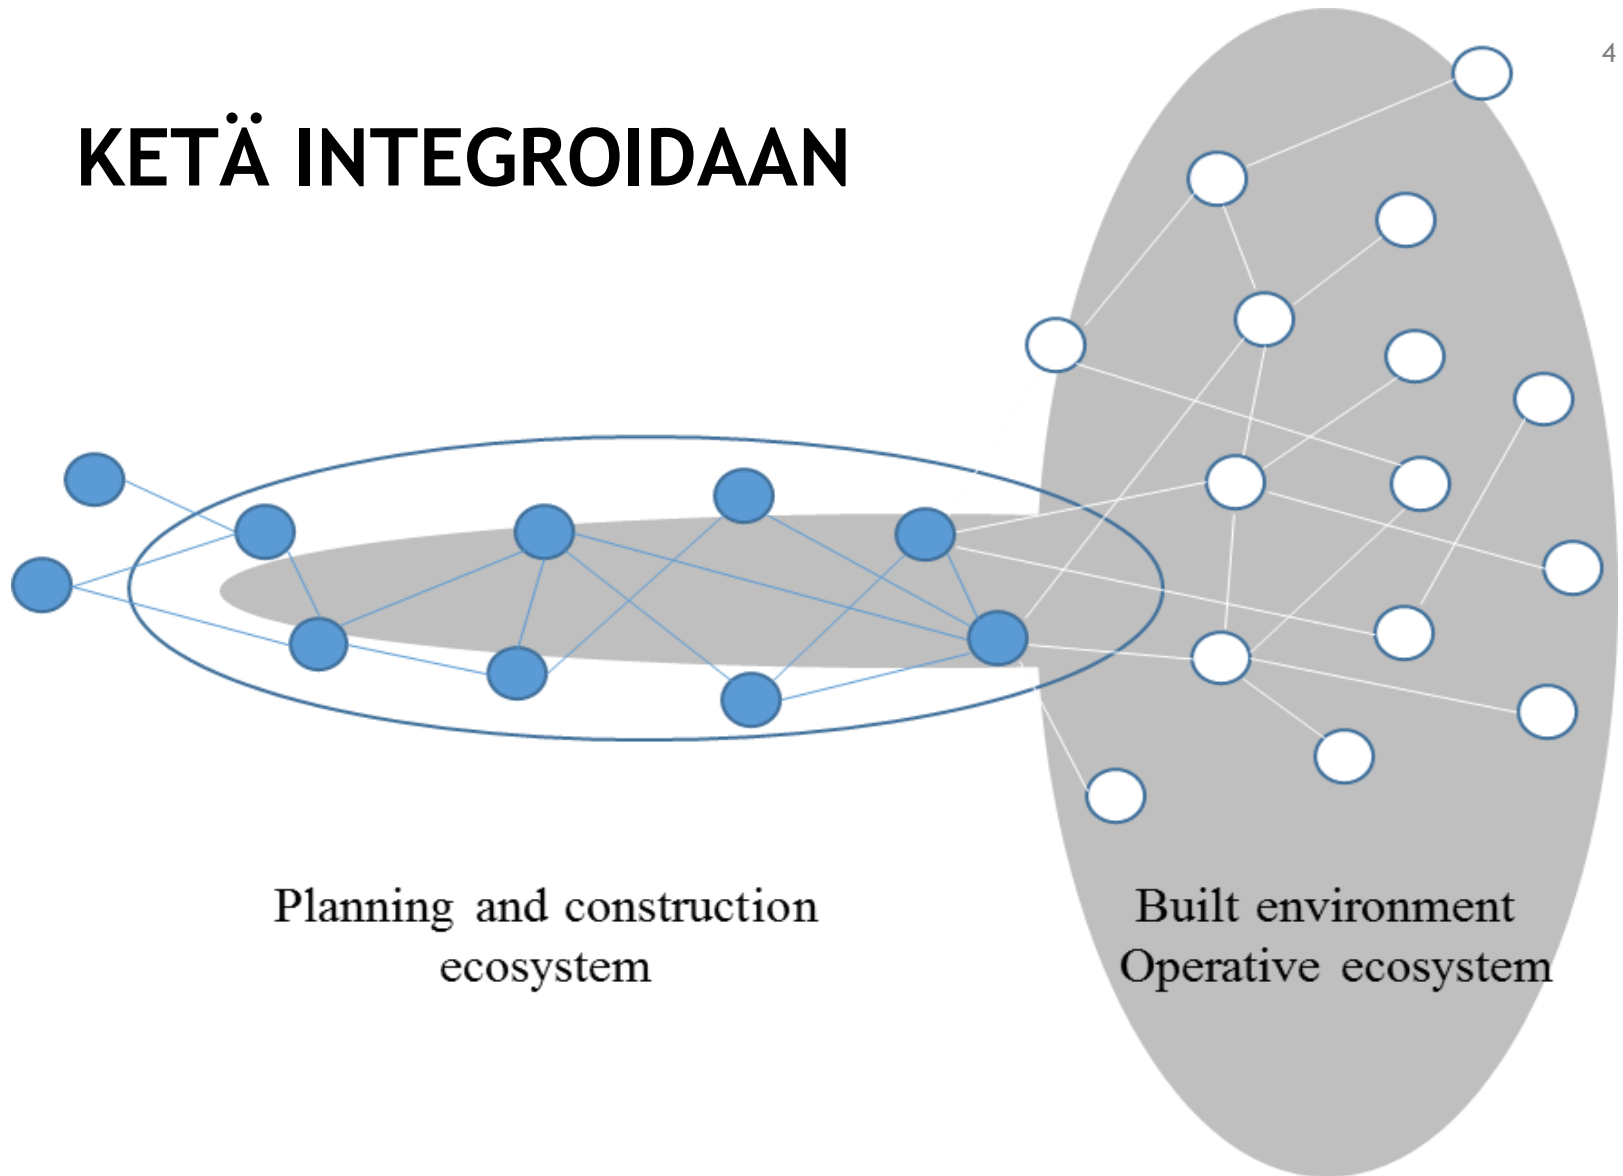 4
KETÄ INTEGROIDAAN
Planning and construction
ecosystem
Built environment
Operative ecosystem